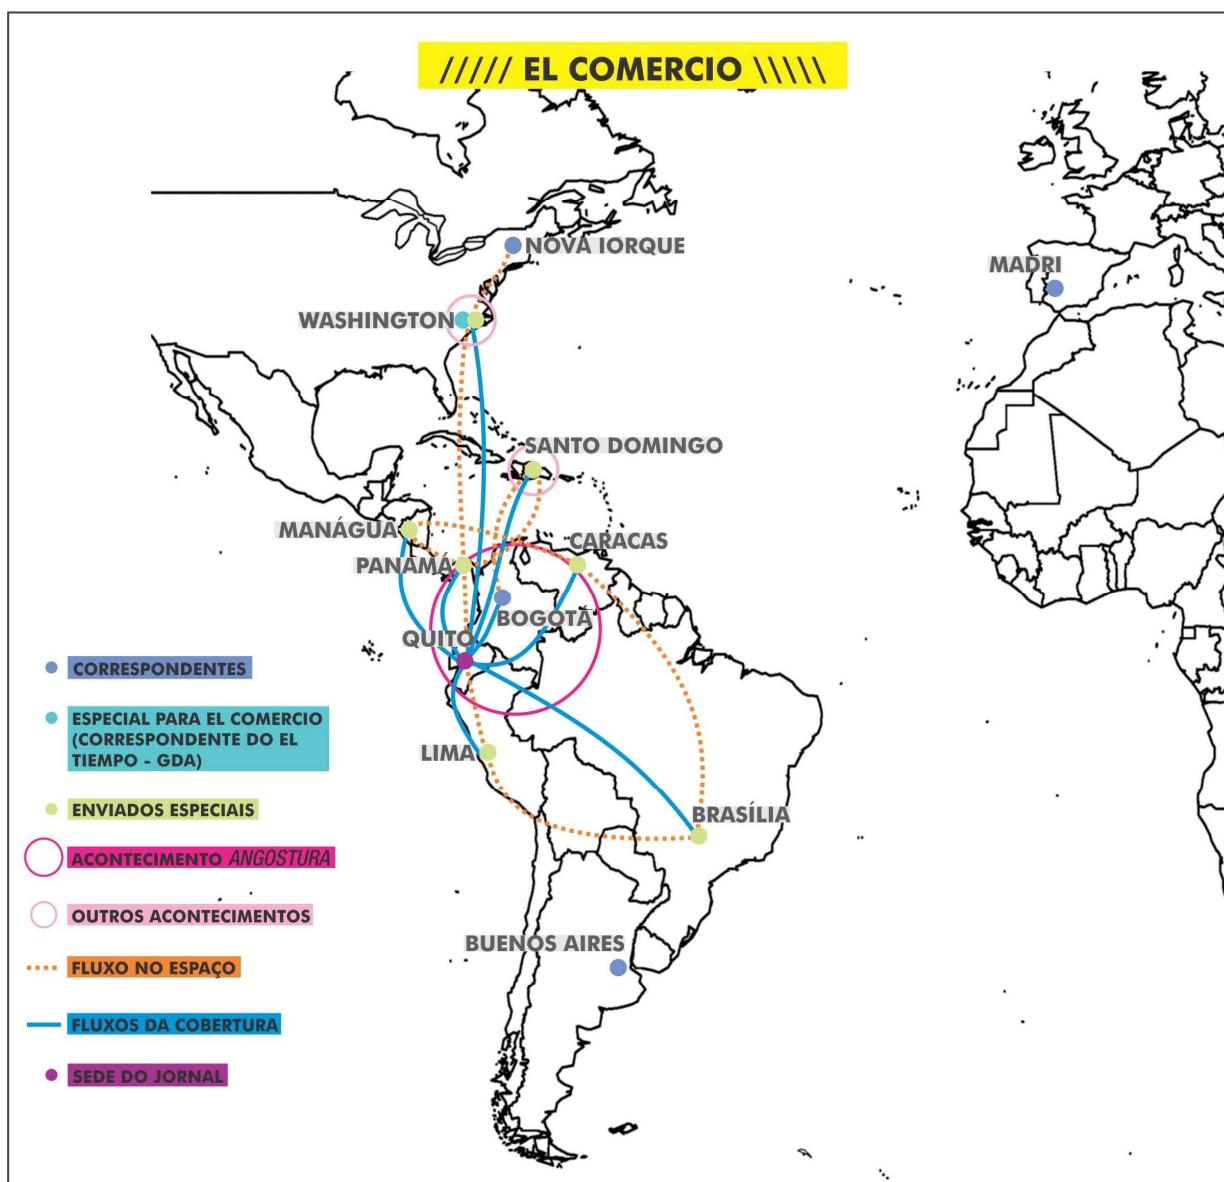 ///// EL COMERCIO \\\\\
NOVA IORQUE
MADRI
WASHINGTON
SANTO DOMINGO
MANÁGUA
CARACAS
PANAMÁ
BOGOTÁ
QUITO
LIMA
BRASÍLIA
BUENOS AIRES
CORRESPONDENTES
ESPECIAL PARA EL COMERCIO
(CORRESPONDENTE DO EL
TIEMPO - GDA)
ENVIADOS ESPECIAIS
ACONTECIMENTO ANGOSTURA
OUTROS ACONTECIMENTOS
FLUXO NO ESPAÇO
FLUXOS DA COBERTURA
SEDE DO JORNAL